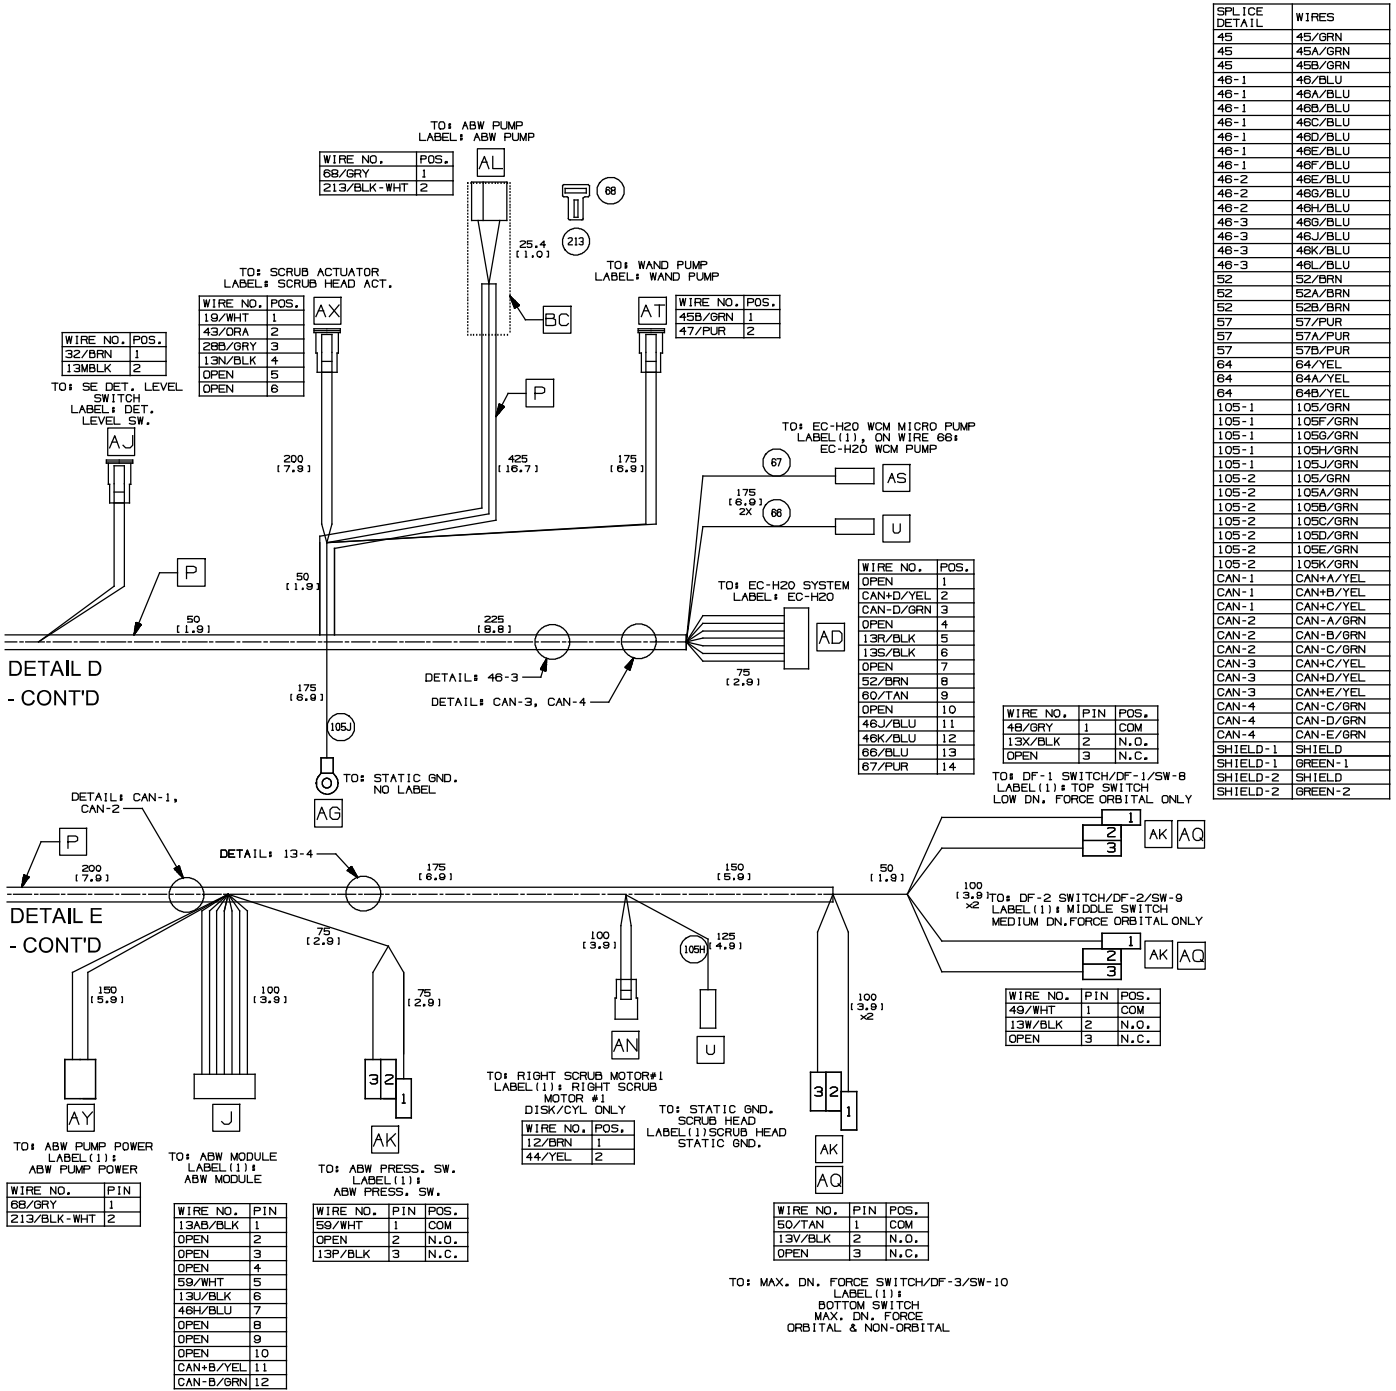 SPLICE DETAIL | WIRES
45 | 45/GRN
45 | 45A/GRN
45 | 45B/GRN
46-1 | 46/BLU
46-1 | 46A/BLU
46-1 | 46B/BLU
46-1 | 46C/BLU
46-1 | 46D/BLU
46-1 | 46E/BLU
46-1 | 46F/BLU
46-2 | 46E/BLU
46-2 | 46G/BLU
46-2 | 46H/BLU
46-3 | 46G/BLU
46-3 | 46J/BLU
46-3 | 46K/BLU
46-3 | 46L/BLU
52 | 52/BRN
52 | 52A/BRN
52 | 52B/BRN
57 | 57/PUR
57 | 57A/PUR
57 | 57B/PUR
64 | 64/YEL
64 | 64A/YEL
64 | 64B/YEL
105-1 | 105/GRN
105-1 | 105F/GRN
105-1 | 105G/GRN
105-1 | 105H/GRN
105-1 | 105J/GRN
105-2 | 105/GRN
105-2 | 105A/GRN
105-2 | 105B/GRN
105-2 | 105C/GRN
105-2 | 105D/GRN
105-2 | 105E/GRN
105-2 | 105K/GRN
CAN-1 | CAN+A/YEL
CAN-1 | CAN+B/YEL
CAN-1 | CAN+C/YEL
CAN-2 | CAN-A/GRN
CAN-2 | CAN-B/GRN
CAN-2 | CAN-C/GRN
CAN-3 | CAN+C/YEL
CAN-3 | CAN+D/YEL
CAN-3 | CAN+E/YEL
CAN-4 | CAN-C/GRN
CAN-4 | CAN-D/GRN
CAN-4 | CAN-E/GRN
SHIELD-1 | SHIELD
SHIELD-1 | GREEN-1
SHIELD-2 | SHIELD
SHIELD-2 | GREEN-2
TO: ABW PUMP
LABEL: ABW PUMP
WIRE NO. | POS.
68/GRY | 1
213/BLK-WHT | 2
AL
68
213
25.4
[1.0]
BC
P
425
[16.7]
TO: SCRUB ACTUATOR
LABEL: SCRUB HEAD ACT.
WIRE NO. | POS.
19/WHT | 1
43/ORA | 2
28B/GRY | 3
13N/BLK | 4
OPEN | 5
OPEN | 6
AX
200
[7.9]
TO: WAND PUMP
LABEL: WAND PUMP
AT
WIRE NO. | POS.
45B/GRN | 1
47/PUR | 2
175
[6.9]
WIRE NO. | POS.
32/BRN | 1
13MBLK | 2
TO: SE DET. LEVEL
SWITCH
LABEL: DET.
LEVEL SW.
AJ
P
50
[1.9]
50
[1.9]
225
[8.8]
TO: EC-H20 WCM MICRO PUMP
LABEL(1), ON WIRE 66:
EC-H20 WCM PUMP
67
AS
175
[6.9]
2X
66
U
TO: EC-H20 SYSTEM
LABEL: EC-H20
AD
75
[2.9]
WIRE NO. | POS.
OPEN | 1
CAN+D/YEL | 2
CAN-D/GRN | 3
OPEN | 4
13R/BLK | 5
13S/BLK | 6
OPEN | 7
52/BRN | 8
60/TAN | 9
OPEN | 10
46J/BLU | 11
46K/BLU | 12
66/BLU | 13
67/PUR | 14
DETAIL D
- CONT'D
DETAIL: 46-3
DETAIL: CAN-3, CAN-4
175
[6.9]
105J
TO: STATIC GND.
NO LABEL
AG
WIRE NO. | PIN | POS.
48/GRY | 1 | COM
13X/BLK | 2 | N.O.
OPEN | 3 | N.C.
TO: DF-1 SWITCH/DF-1/SW-8
LABEL(1): TOP SWITCH
LOW DN. FORCE ORBITAL ONLY
1
2
3
AK
AQ
DETAIL: CAN-1,
CAN-2
P
200
[7.9]
DETAIL: 13-4
175
[6.9]
150
[5.9]
50
[1.9]
100
[3.9]
x2
DETAIL E
- CONT'D
TO: DF-2 SWITCH/DF-2/SW-9
LABEL(1): MIDDLE SWITCH
MEDIUM DN.FORCE ORBITAL ONLY
1
2
3
AK
AQ
WIRE NO. | PIN | POS.
49/WHT | 1 | COM
13W/BLK | 2 | N.O.
OPEN | 3 | N.C.
150
[5.9]
100
[3.9]
75
[2.9]
75
[2.9]
100
[3.9]
105H
125
[4.9]
100
[3.9]
x2
AY
TO: ABW PUMP POWER
LABEL(1):
ABW PUMP POWER
WIRE NO. | PIN
68/GRY | 1
213/BLK-WHT | 2
J
TO: ABW MODULE
LABEL(1):
ABW MODULE
WIRE NO. | PIN
13AB/BLK | 1
OPEN | 2
OPEN | 3
OPEN | 4
59/WHT | 5
13U/BLK | 6
46H/BLU | 7
OPEN | 8
OPEN | 9
OPEN | 10
CAN+B/YEL | 11
CAN-B/GRN | 12
3
2
1
AK
TO: ABW PRESS. SW.
LABEL(1):
ABW PRESS. SW.
WIRE NO. | PIN | POS.
59/WHT | 1 | COM
OPEN | 2 | N.O.
13P/BLK | 3 | N.C.
AN
TO: RIGHT SCRUB MOTOR#1
LABEL(1): RIGHT SCRUB
MOTOR #1
DISK/CYL ONLY
WIRE NO. | POS.
12/BRN | 1
44/YEL | 2
U
TO: STATIC GND.
SCRUB HEAD
LABEL(1)SCRUB HEAD
STATIC GND.
3
2
1
AK
AQ
WIRE NO. | PIN | POS.
50/TAN | 1 | COM
13V/BLK | 2 | N.O.
OPEN | 3 | N.C.
TO: MAX. DN. FORCE SWITCH/DF-3/SW-10
LABEL(1):
BOTTOM SWITCH
MAX. DN. FORCE
ORBITAL & NON-ORBITAL